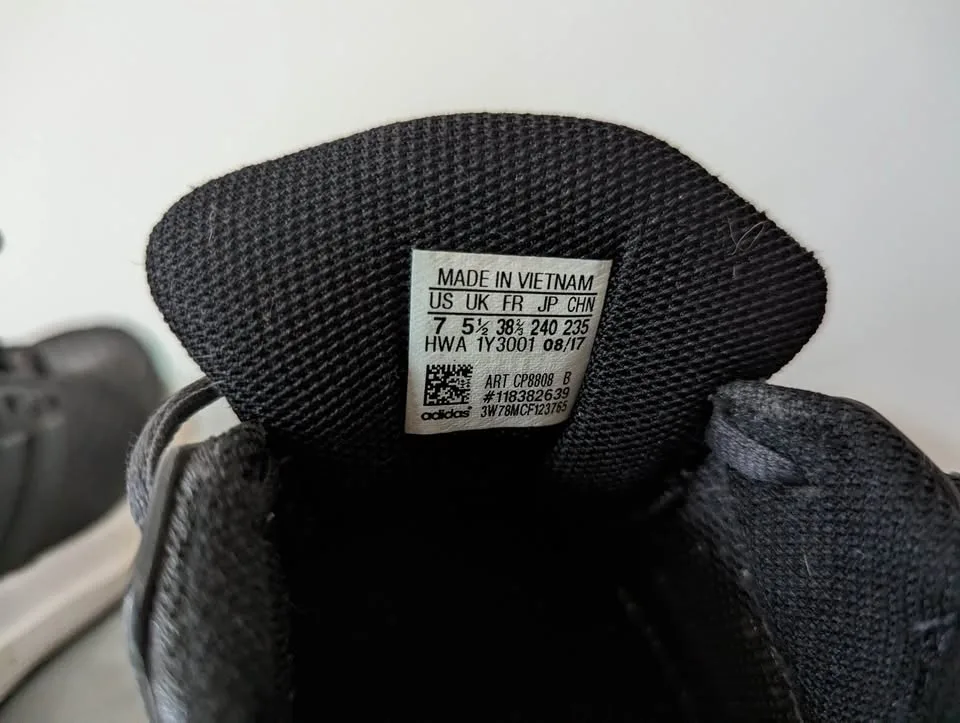 MADE IN VIETNAM
US UK FR JP CHN
7 5½ 38⅔ 240 235
HWA 1Y3001 08/17
ART CP8808 B
#118382639
adidas 3W78MCF123765